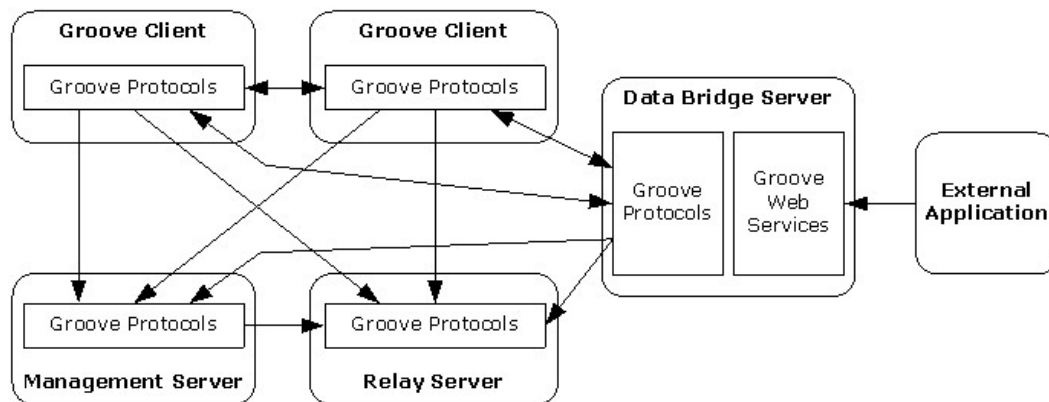 Groove Client
Groove Protocols
Groove Client
Groove Protocols
Data Bridge Server
Groove
Protocols
Groove
Web
Services
External
Application
Groove Protocols
Management Server
Groove Protocols
Relay Server